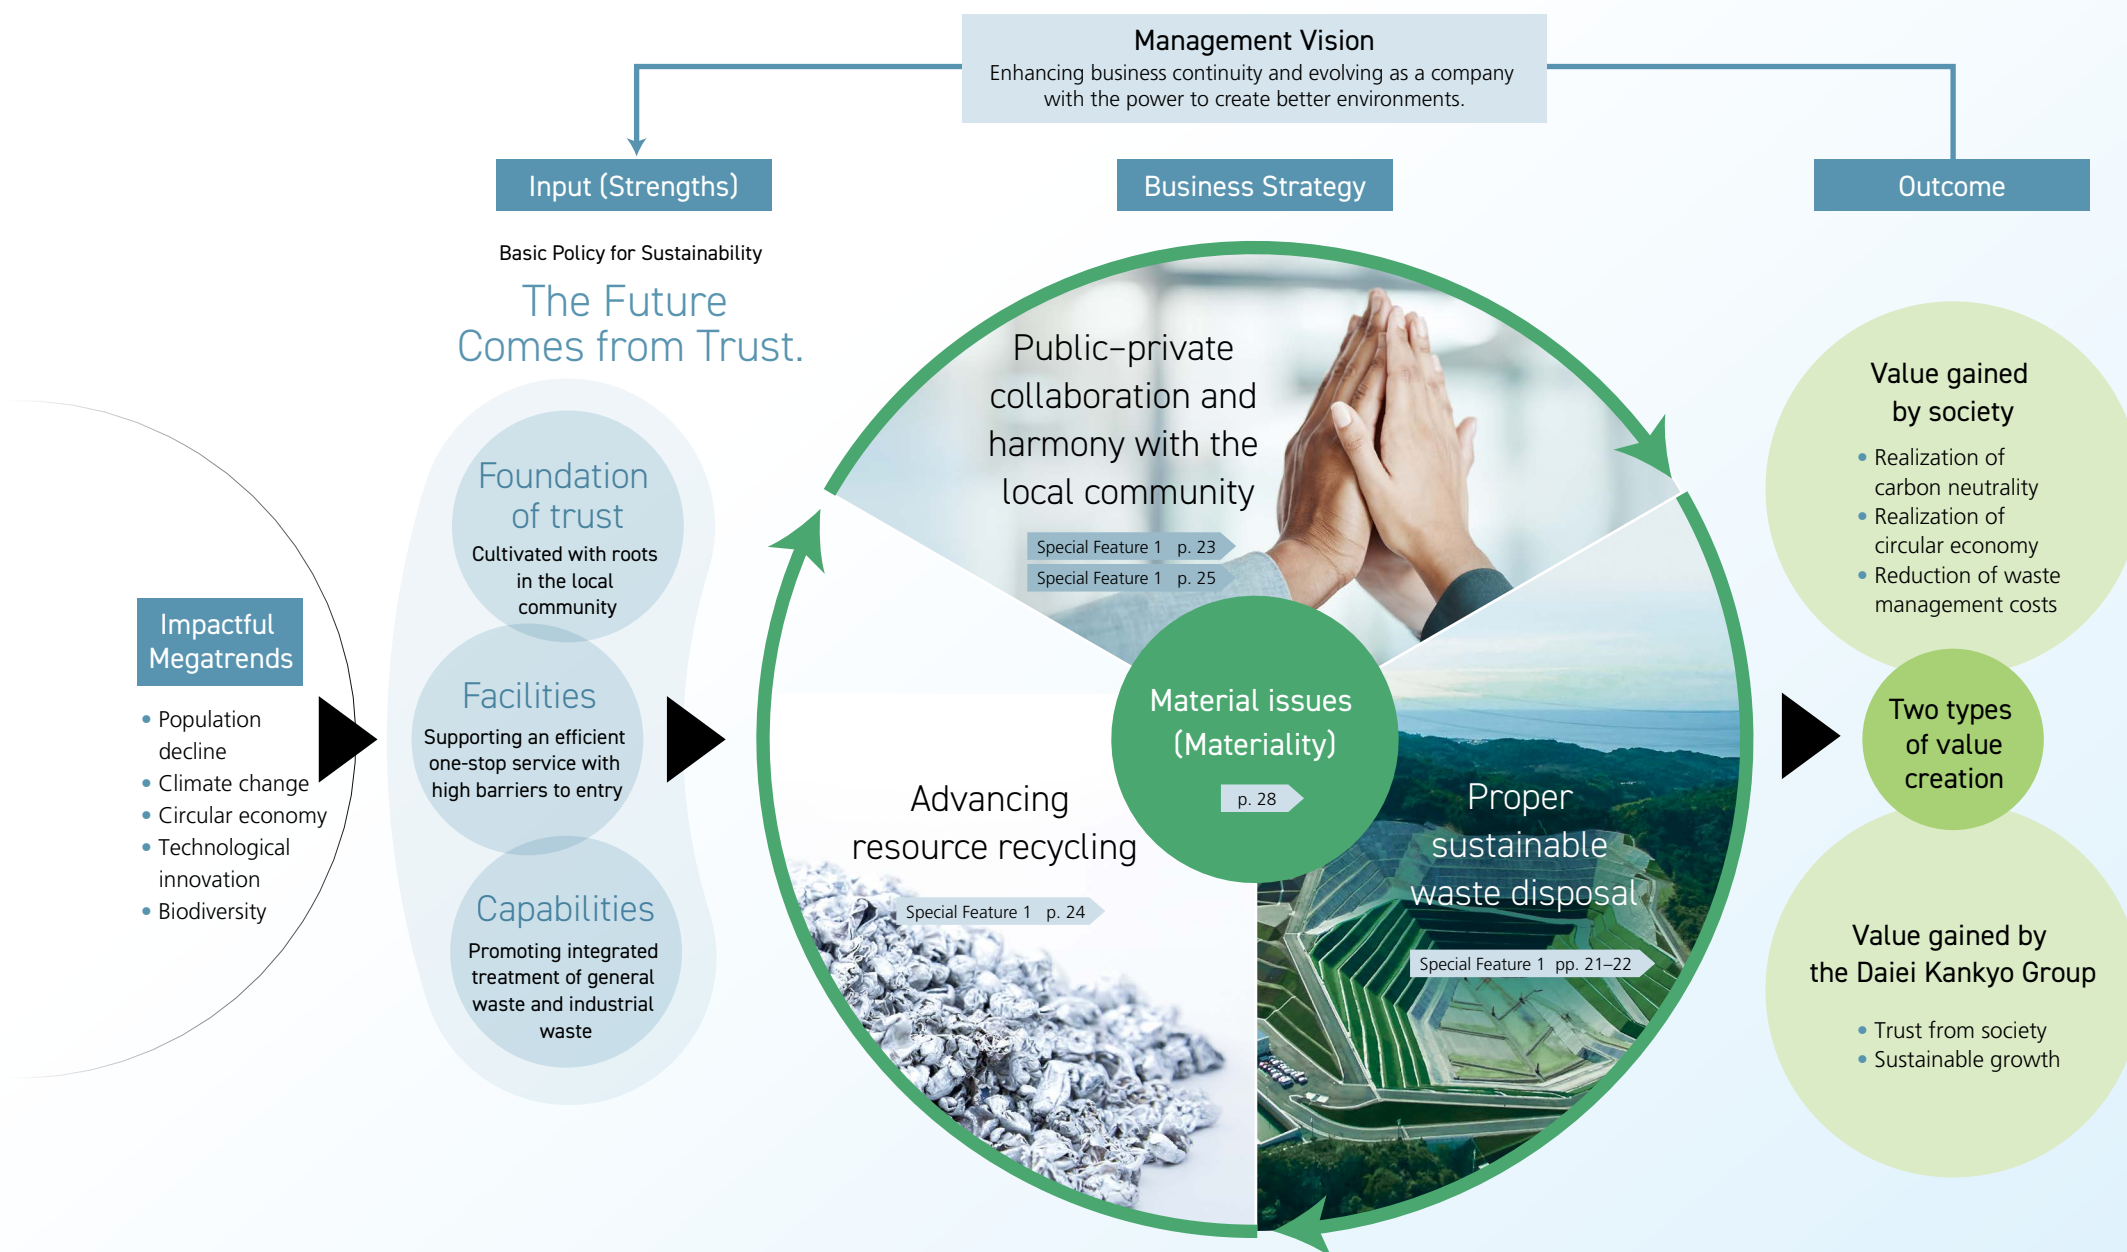 Management Vision
Enhancing business continuity and evolving as a company
with the power to create better environments.
Input (Strengths)
Business Strategy
Outcome
Basic Policy for Sustainability
The Future
Comes from Trust.
Impactful
Megatrends
• Population
decline
• Climate change
• Circular economy
• Technological
innovation
• Biodiversity
Foundation
of trust
Cultivated with roots
in the local
community
Facilities
Supporting an efficient
one-stop service with
high barriers to entry
Capabilities
Promoting integrated
treatment of general
waste and industrial
waste
Public–private
collaboration and
harmony with the
local community
Special Feature 1 p. 23
Special Feature 1 p. 25
Material issues
(Materiality)
p. 28
Advancing
resource recycling
Special Feature 1 p. 24
Proper
sustainable
waste disposal
Special Feature 1 pp. 21–22
Value gained
by society
• Realization of
carbon neutrality
• Realization of
circular economy
• Reduction of waste
management costs
Two types
of value
creation
Value gained by
the Daiei Kankyo Group
• Trust from society
• Sustainable growth